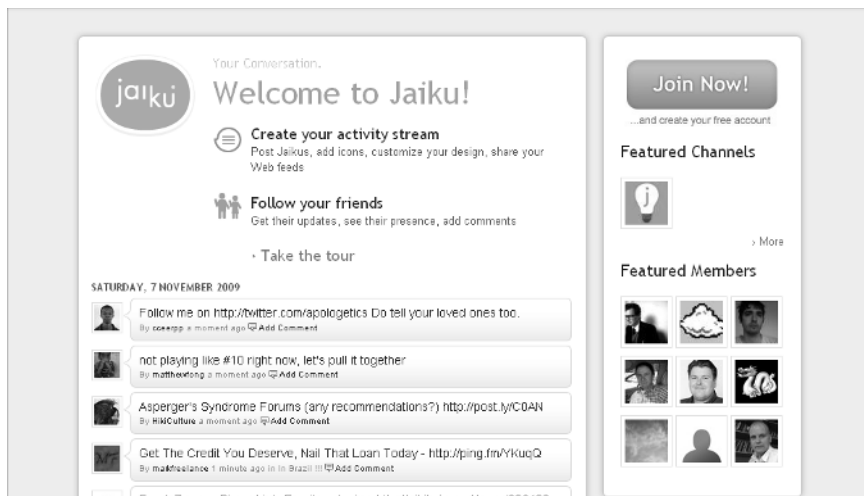 jaiku
Your Conversation.
Welcome to Jaiku!
Create your activity stream
Post Jaikus, add icons, customize your design, share your
Web feeds
Follow your friends
Get their updates, see their presence, add comments
› Take the tour
SATURDAY, 7 NOVEMBER 2009
Follow me on http://twitter.com/apologetics Do tell your loved ones too.
By a moment ago Add Comment
not playing like #10 right now, let's pull it together
By matthewlong a moment ago Add Comment
Asperger's Syndrome Forums (any recommendations?) http://post.ly/C0AN
By HikiCulture a moment ago Add Comment
Get The Credit You Deserve, Nail That Loan Today - http://ping.fm/YKuqQ
By maikfreelance 1 minute ago in In Brazil !!! Add Comment
Join Now!
...and create your free account
Featured Channels
j
› More
Featured Members